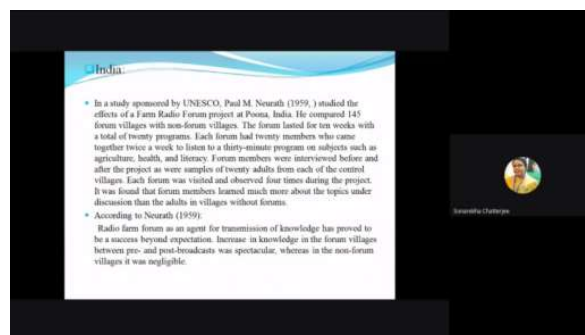 India:
In a study sponsored by UNESCO, Paul M. Neurath (1959, ) studied the
effects of a Farm Radio Forum project at Poona, India. He compared 145
forum villages with non-forum villages. The forum lasted for ten weeks with
a total of twenty programs. Each forum had twenty members who came
together twice a week to listen to a thirty-minute program on subjects such as
agriculture, health, and literacy. Forum members were interviewed before and
after the project as were samples of twenty adults from each of the control
villages. Each forum was visited and observed four times during the project.
It was found that forum members learned much more about the topics under
discussion than the adults in villages without forums.
According to Neurath (1959):
Radio farm forum as an agent for transmission of knowledge has proved to
be a success beyond expectation. Increase in knowledge in the forum villages
between pre- and post-broadcasts was spectacular, whereas in the non-forum
villages it was negligible.
Chatterjee